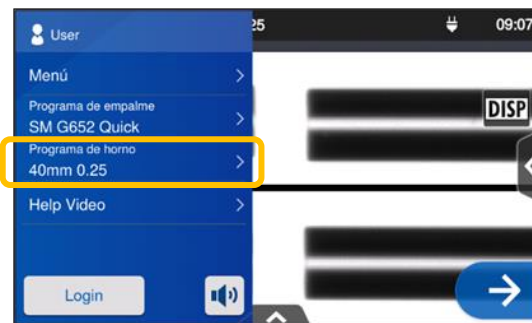 User
25
09:07
Menú
Programa de empalme
SM G652 Quick
DISP
Programa de horno
40mm 0.25
Help Video
Login